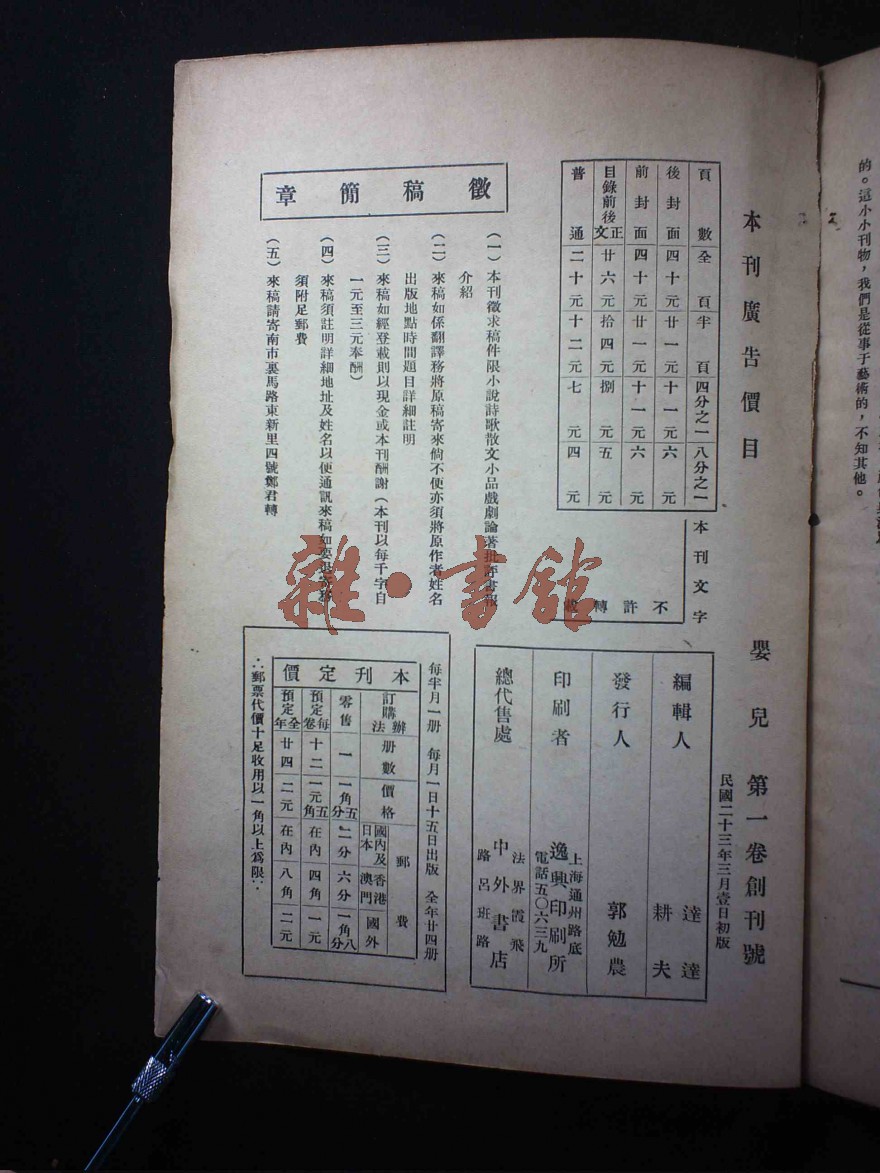 的。這小小刊物，我們是從事于藝術的，不知其他。
本刊廣告價目
頁數 全頁 半頁 四分之一 八分之一
後封面 四十元 廿一元 十一元 六元
前封面 四十元 廿一元 十一元 六元
目錄前後正文 廿六元 拾四元 捌元 五元
普通 二十元 十二元 七元 四元
本刊文字
不許轉
徵稿簡章
（一）本刊徵求稿件限小說詩歌散文小品戲劇論著批評書報
介紹
（二）來稿如係翻譯務將原稿寄來倘不便亦須將原作者姓名
出版地點時間題目詳細註明
（三）來稿如經登載則以現金或本刊酬謝（本刊以每千字自
一元至三元奉酬）
（四）來稿須註明詳細地址及姓名以便通訊來稿如要退寄務
須附足郵費
（五）來稿請寄南市裏馬路東新里四號鄭君轉
嬰兒 第一卷創刊號
民國二十三年三月壹日初版
編輯人 達達
耕夫
發行人 郭勉農
印刷者 上海通州路底
逸興印刷所
電話五〇六三九
總代售處 法界霞飛
中外書店
路呂班路
每半月一册 每月一日十五日出版 全年廿四册
本刊定價
訂購辦法 册數 價格 郵費
國內及日本 香港澳門 國外
零售 一 一角五分 二分 六分 一角八分
預定每卷 十二 一元五角 在內 四角 一元
預定全年 廿四 二元 在內 八角 二元
∴郵票代價十足收用以一角以上為限∴
雜·書館